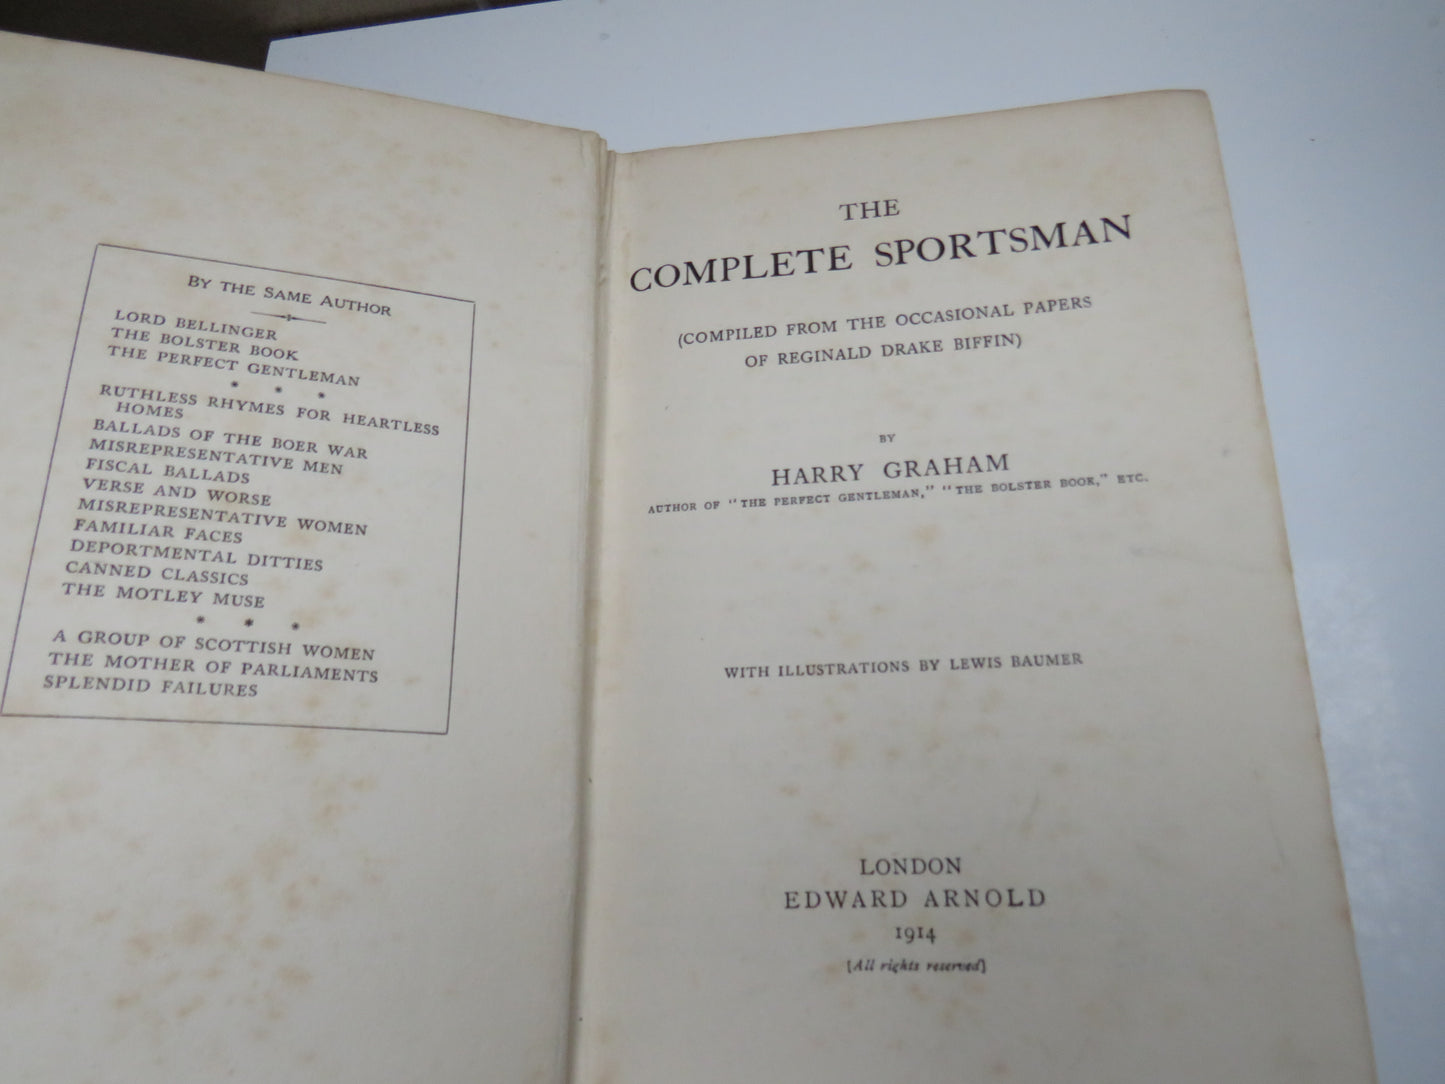 BY THE SAME AUTHOR
LORD BELLINGER
THE BOLSTER BOOK
THE PERFECT GENTLEMAN
* * *
RUTHLESS RHYMES FOR HEARTLESS
HOMES
BALLADS OF THE BOER WAR
MISREPRESENTATIVE MEN
FISCAL BALLADS
VERSE AND WORSE
MISREPRESENTATIVE WOMEN
FAMILIAR FACES
DEPORTMENTAL DITTIES
CANNED CLASSICS
THE MOTLEY MUSE
* * *
A GROUP OF SCOTTISH WOMEN
THE MOTHER OF PARLIAMENTS
SPLENDID FAILURES
THE
COMPLETE SPORTSMAN
(COMPILED FROM THE OCCASIONAL PAPERS
OF REGINALD DRAKE BIFFIN)
BY
HARRY GRAHAM
AUTHOR OF "THE PERFECT GENTLEMAN," "THE BOLSTER BOOK," ETC.
WITH ILLUSTRATIONS BY LEWIS BAUMER
LONDON
EDWARD ARNOLD
1914
[All rights reserved]